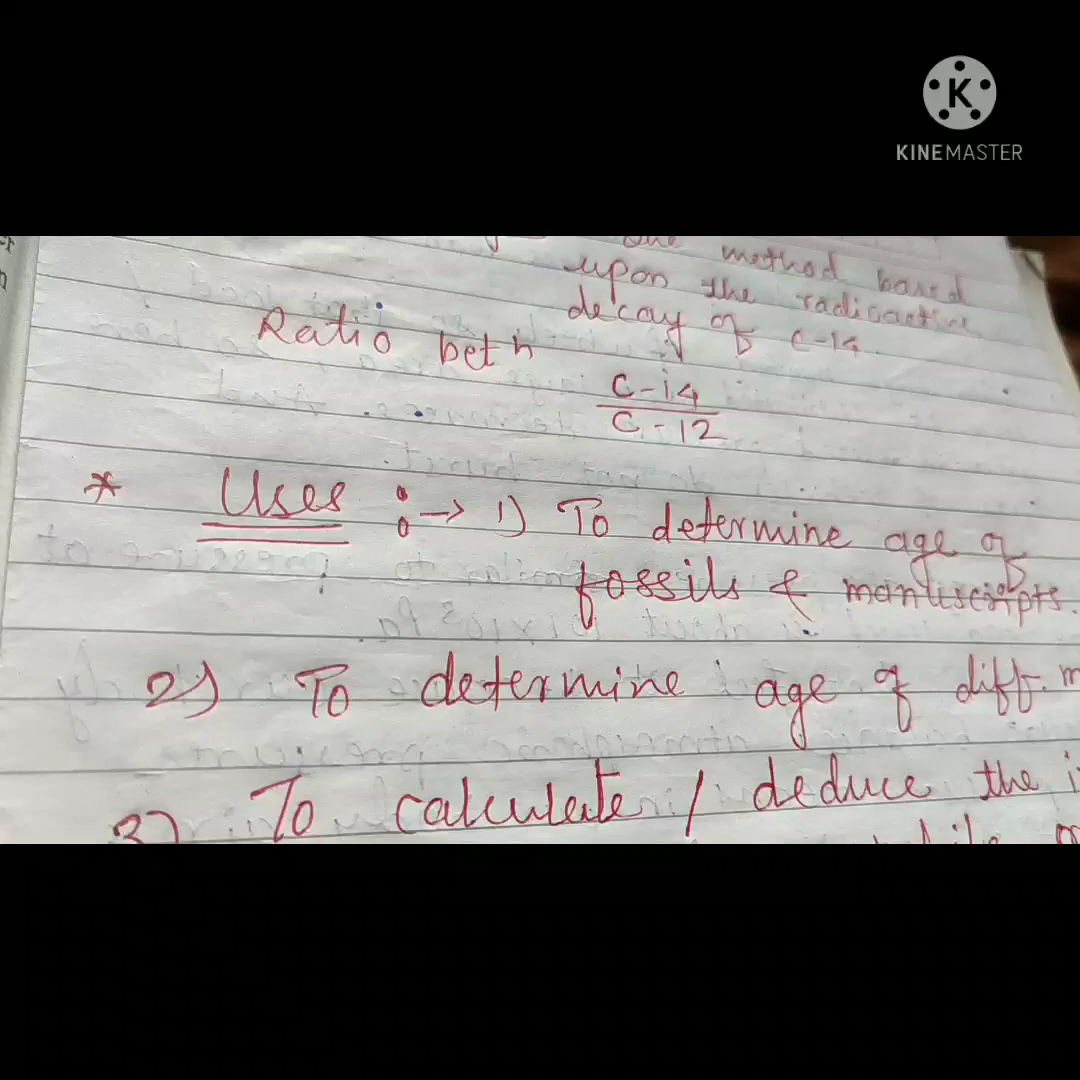 K
KINEMASTER
method based
upon the radioactive
decay of C-14
Ratio betn
C-14
C-12
* Uses :→ 1) To determine age of
fossils & manuscripts.
2) To determine age of diff. m
3) To calculate / deduce the i